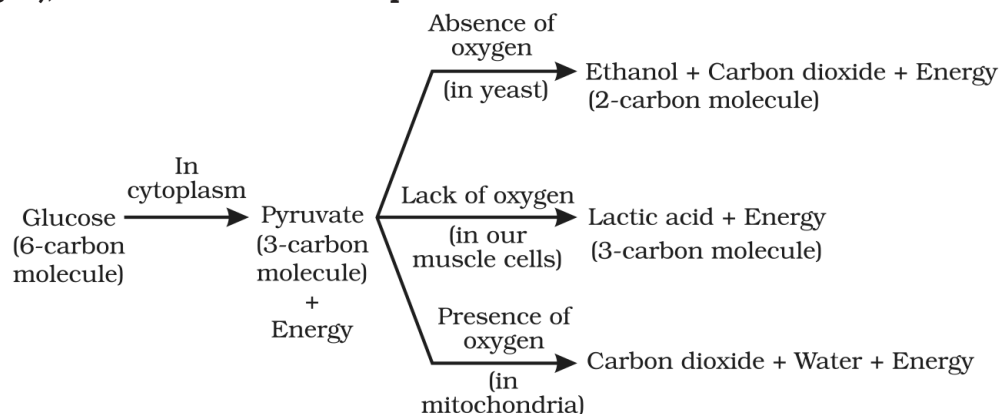 Absence of
oxygen
(in yeast)
Ethanol + Carbon dioxide + Energy
(2-carbon molecule)
In
cytoplasm
Glucose
(6-carbon
molecule)
Pyruvate
(3-carbon
molecule)
+
Energy
Lack of oxygen
(in our
muscle cells)
Lactic acid + Energy
(3-carbon molecule)
Presence of
oxygen
(in
mitochondria)
Carbon dioxide + Water + Energy